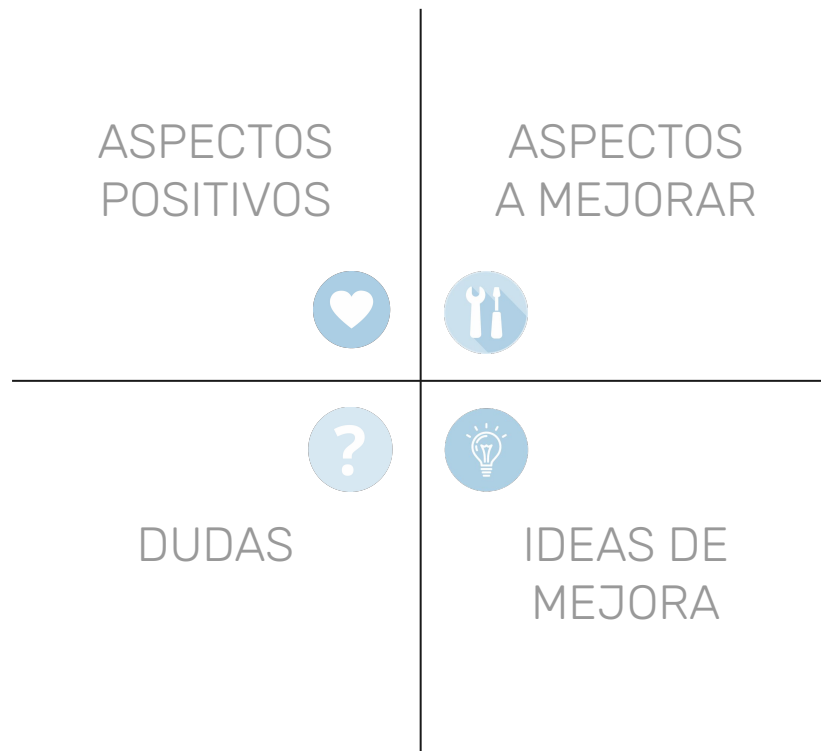 ASPECTOS
POSITIVOS
ASPECTOS
A MEJORAR
?
DUDAS
IDEAS DE
MEJORA